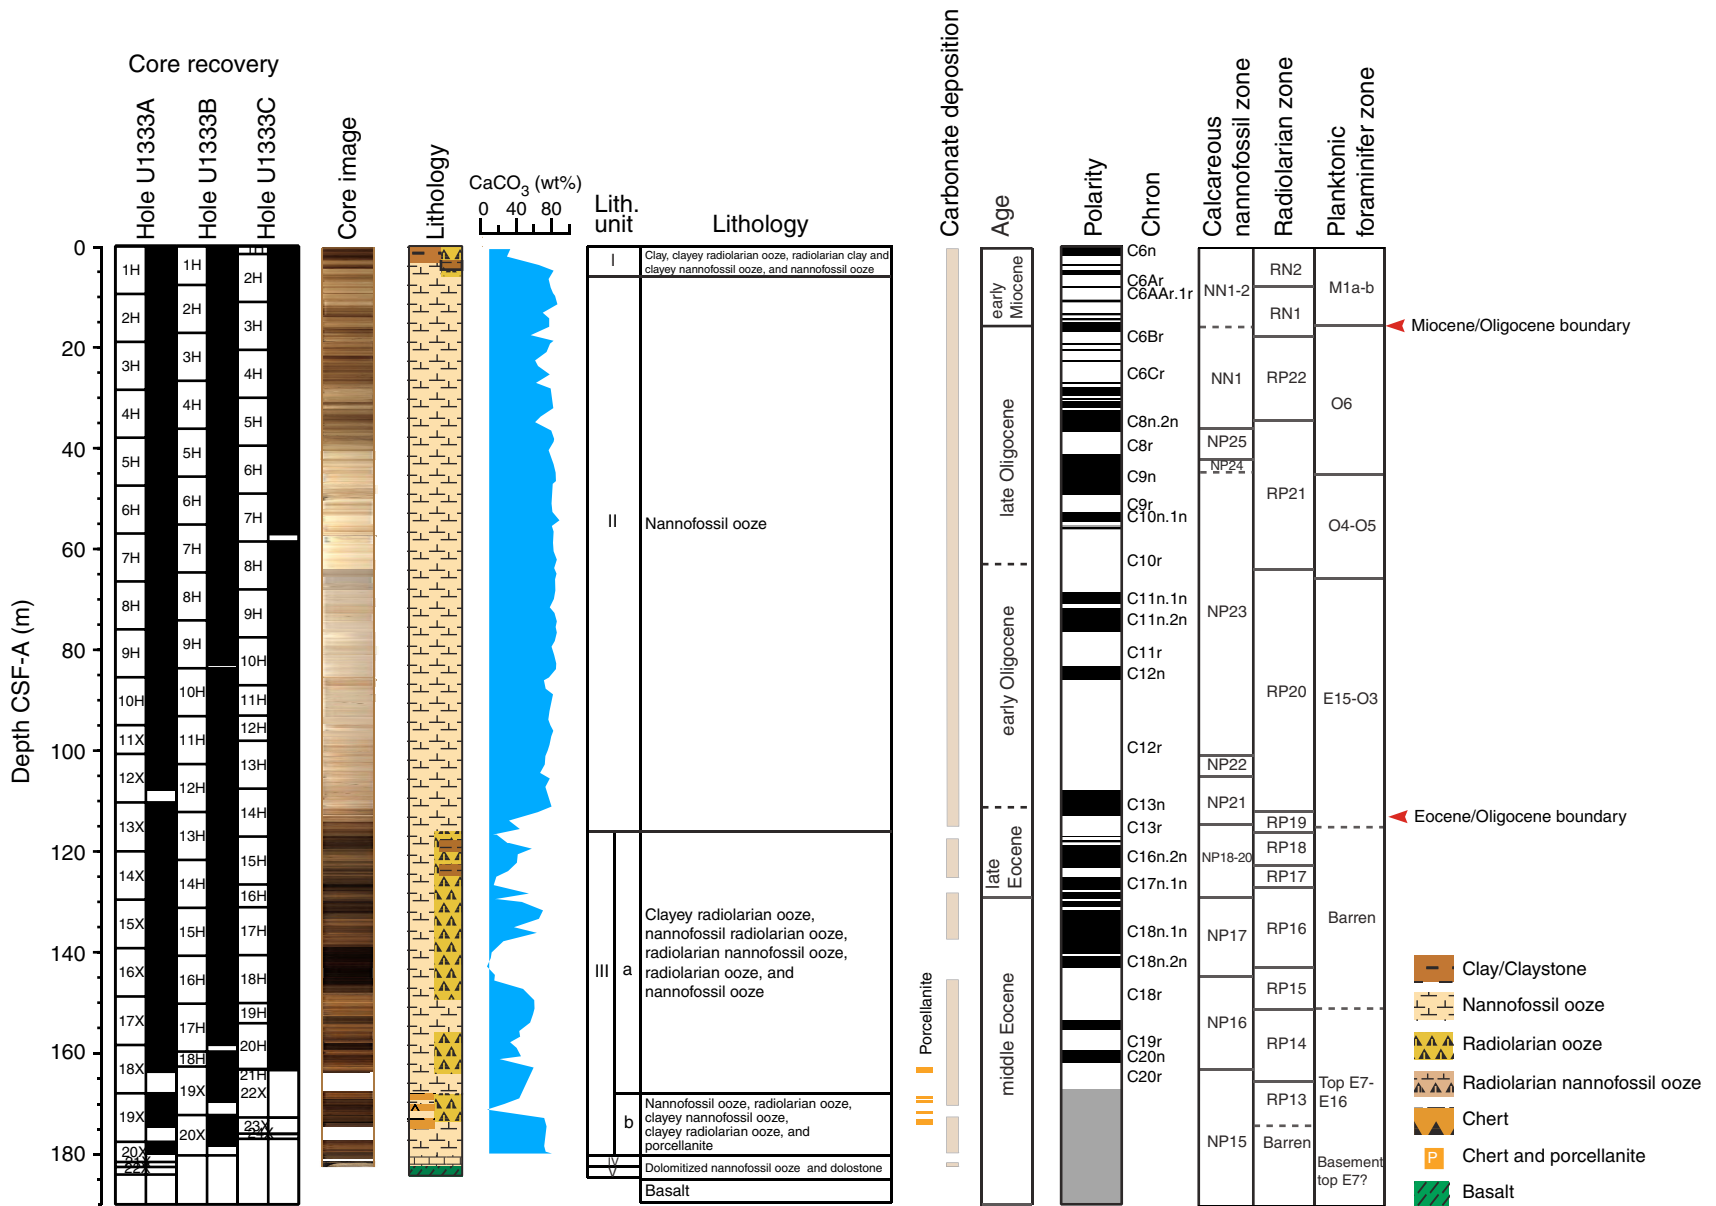 Core recovery
Hole U1333A
Hole U1333B
Hole U1333C
Core image
Lithology
CaCO3 (wt%)
0 40 80
Lith.
unit
Lithology
Carbonate deposition
Age
Polarity
Chron
Calcareous
nannofossil zone
Radiolarian zone
Planktonic
foraminifer zone
Depth CSF-A (m)
0
20
40
60
80
100
120
140
160
180
1H
2H
3H
4H
5H
6H
7H
8H
9H
10H
11X
12X
13X
14X
15X
16X
17X
18X
19X
20X
21X
22X
1H
2H
3H
4H
5H
6H
7H
8H
9H
10H
11H
12H
13H
14H
15H
16H
17H
18H
19X
20X
2H
3H
4H
5H
6H
7H
8H
9H
10H
11H
12H
13H
14H
15H
16H
17H
18H
19H
20H
21H
22X
23X
24X
I
II
III
a
b
IV
V
Clay, clayey radiolarian ooze, radiolarian clay and
clayey nannofossil ooze, and nannofossil ooze
Nannofossil ooze
Clayey radiolarian ooze,
nannofossil radiolarian ooze,
radiolarian nannofossil ooze,
radiolarian ooze, and
nannofossil ooze
Nannofossil ooze, radiolarian ooze,
clayey nannofossil ooze,
clayey radiolarian ooze, and
porcellanite
Dolomitized nannofossil ooze and dolostone
Basalt
Porcellanite
early
Miocene
late Oligocene
early Oligocene
late
Eocene
middle Eocene
C6n
C6Ar
C6AAr.1r
C6Br
C6Cr
C8n.2n
C8r
C9n
C9r
C10n.1n
C10r
C11n.1n
C11n.2n
C11r
C12n
C12r
C13n
C13r
C16n.2n
C17n.1n
C18n.1n
C18n.2n
C18r
C19r
C20n
C20r
NN1-2
NN1
NP25
NP24
NP23
NP22
NP21
NP18-20
NP17
NP16
NP15
RN2
RN1
RP22
RP21
RP20
RP19
RP18
RP17
RP16
RP15
RP14
RP13
Barren
M1a-b
O6
O4-O5
E15-O3
Barren
Top E7-
E16
Basement
top E7?
Miocene/Oligocene boundary
Eocene/Oligocene boundary
Clay/Claystone
Nannofossil ooze
Radiolarian ooze
Radiolarian nannofossil ooze
Chert
P
Chert and porcellanite
Basalt